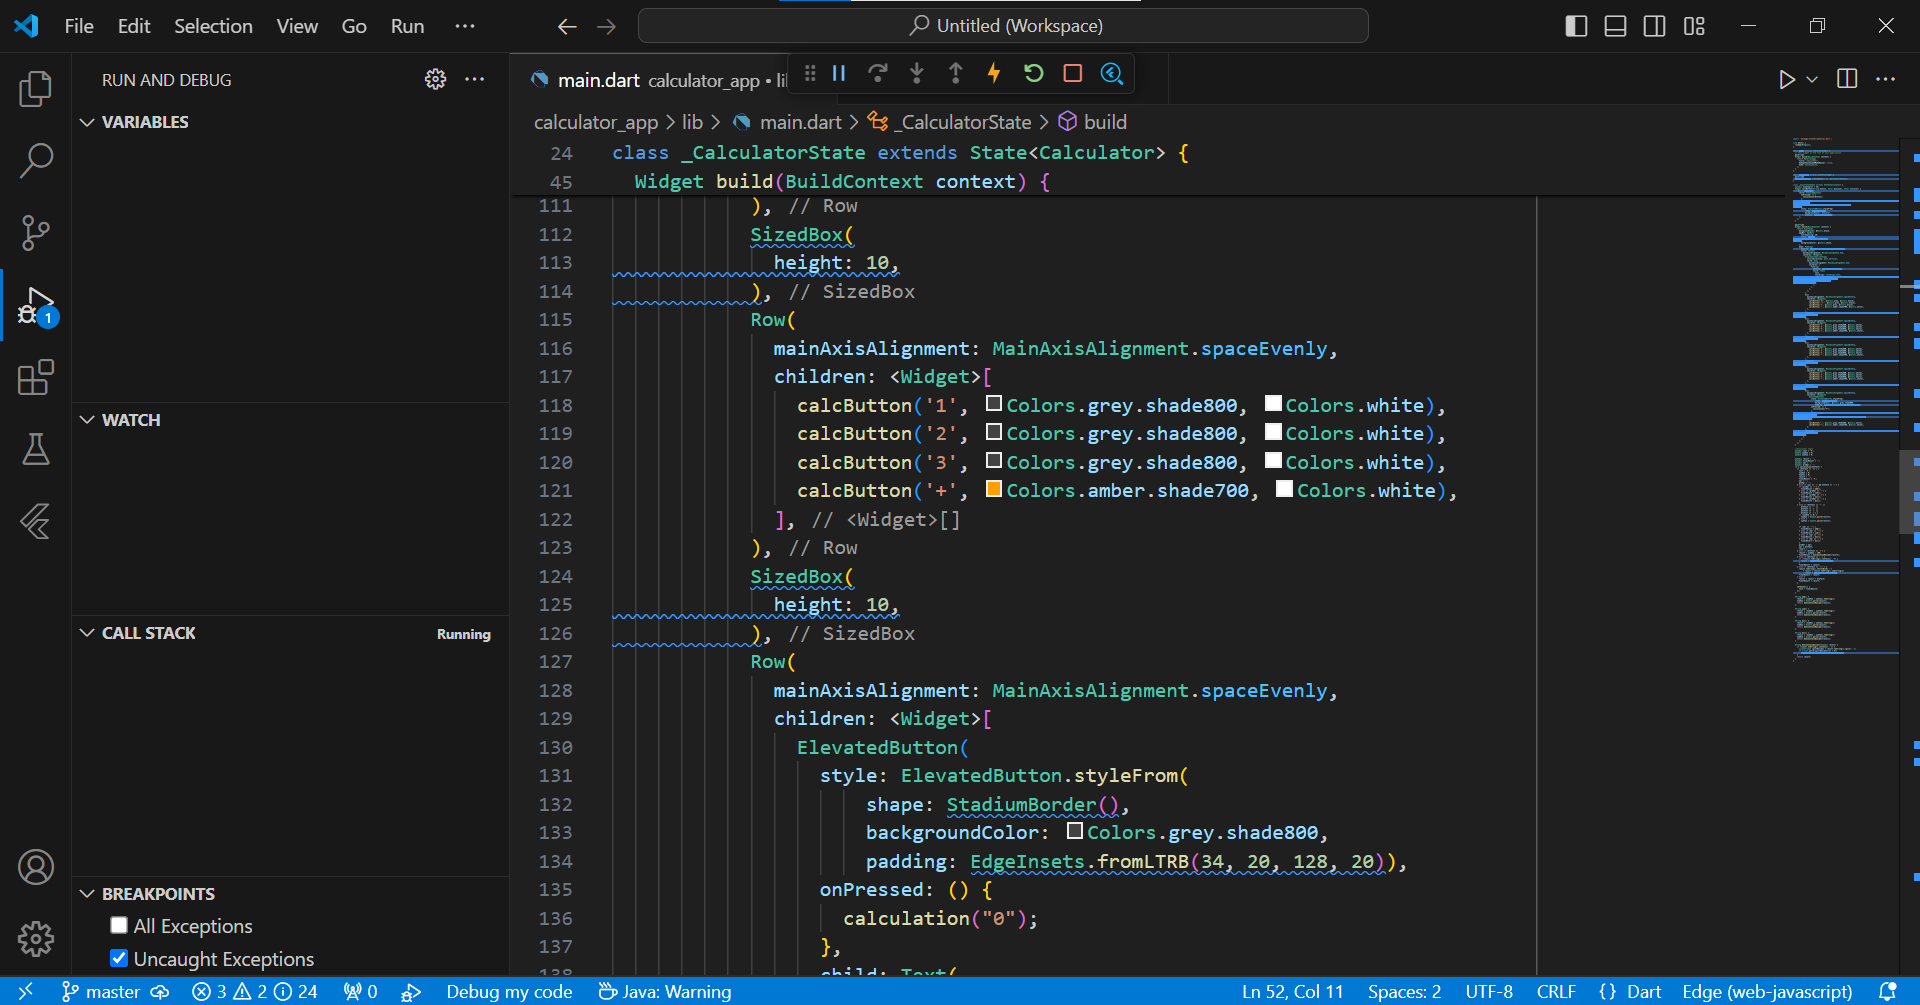 File Edit Selection View Go Run ··· Untitled (Workspace)
RUN AND DEBUG
main.dart calculator_app • li
VARIABLES
calculator_app > lib > main.dart > _CalculatorState > build
24 class _CalculatorState extends State<Calculator> {
45 Widget build(BuildContext context) {
111 ), // Row
112 SizedBox(
113 height: 10,
114 ), // SizedBox
115 Row(
116 mainAxisAlignment: MainAxisAlignment.spaceEvenly,
117 children: <Widget>[
118 calcButton('1', Colors.grey.shade800, Colors.white),
119 calcButton('2', Colors.grey.shade800, Colors.white),
120 calcButton('3', Colors.grey.shade800, Colors.white),
121 calcButton('+', Colors.amber.shade700, Colors.white),
122 ], // <Widget>[]
123 ), // Row
124 SizedBox(
125 height: 10,
126 ), // SizedBox
127 Row(
128 mainAxisAlignment: MainAxisAlignment.spaceEvenly,
129 children: <Widget>[
130 ElevatedButton(
131 style: ElevatedButton.styleFrom(
132 shape: StadiumBorder(),
133 backgroundColor: Colors.grey.shade800,
134 padding: EdgeInsets.fromLTRB(34, 20, 128, 20)),
135 onPressed: () {
136 calculation("0");
137 },
138 child: Text(
1
WATCH
CALL STACK Running
BREAKPOINTS
All Exceptions
Uncaught Exceptions
master 3 2 24 0 Debug my code Java: Warning Ln 52, Col 11 Spaces: 2 UTF-8 CRLF {} Dart Edge (web-javascript)